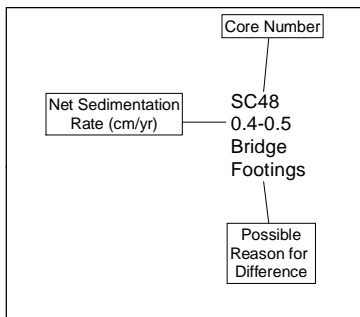 Core Number
Net Sedimentation
Rate (cm/yr)
SC48
0.4-0.5
Bridge
Footings
Possible
Reason for
Difference